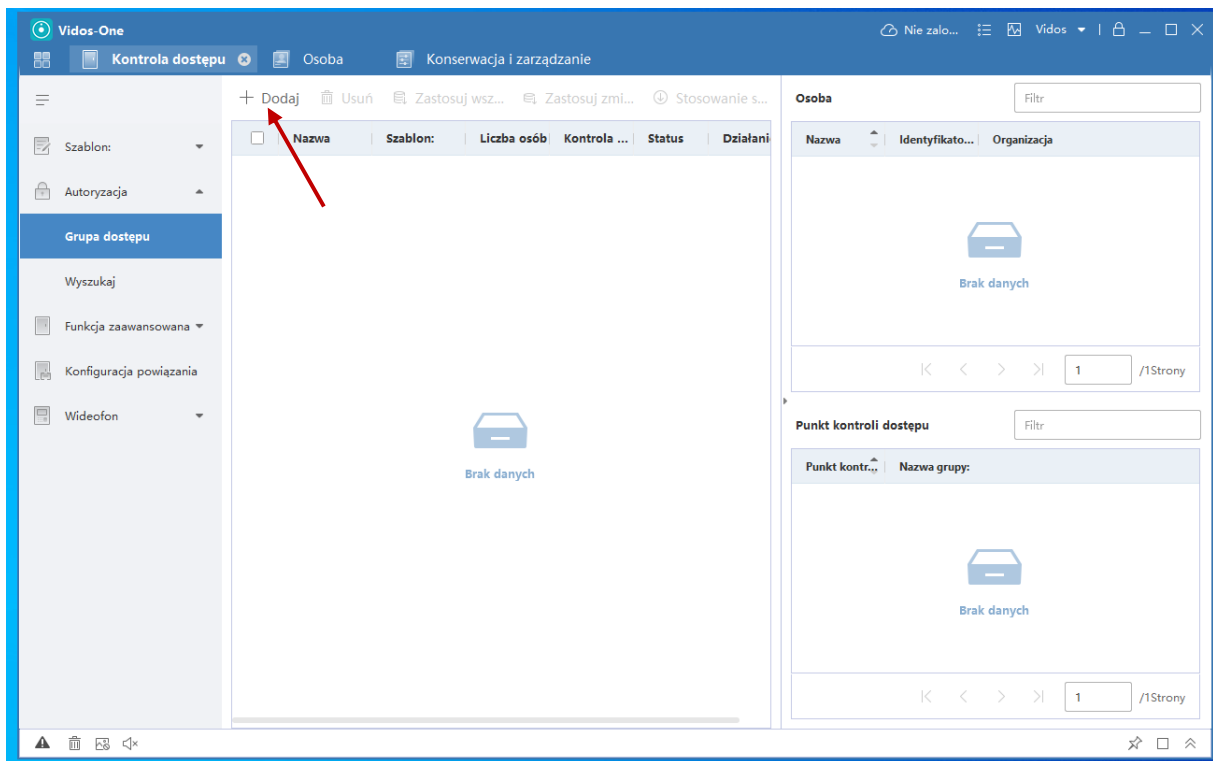 Vidos-One
Nie zalo...
Vidos
Kontrola dostępu
Osoba
Konserwacja i zarządzanie
Szablon:
Autoryzacja
Grupa dostępu
Wyszukaj
Funkcja zaawansowana
Konfiguracja powiązania
Wideofon
Dodaj
Usuń
Zastosuj wsz...
Zastosuj zmi...
Stosowanie s...
Nazwa
Szablon:
Liczba osób
Kontrola ...
Status
Działani
Brak danych
Osoba
Filtr
Nazwa
Identyfikato...
Organizacja
Brak danych
1
/1Strony
Punkt kontroli dostępu
Filtr
Punkt kontr...
Nazwa grupy:
Brak danych
1
/1Strony